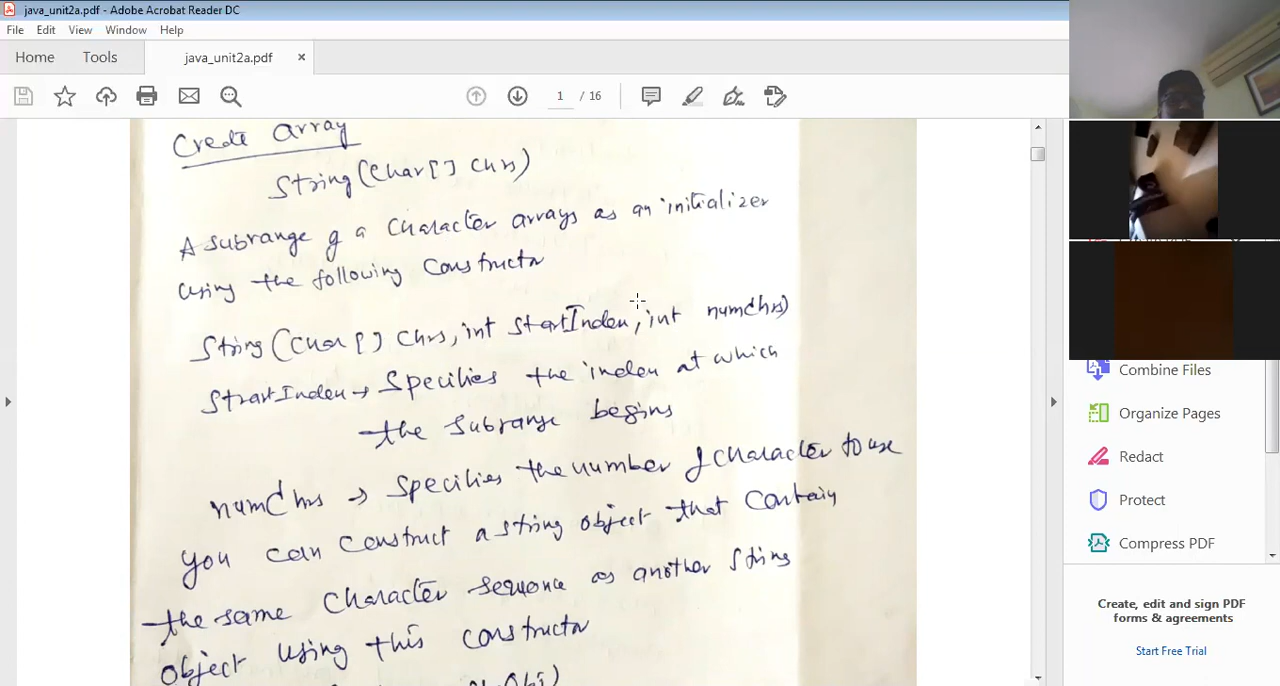 java_unit2a.pdf - Adobe Acrobat Reader DC
File Edit View Window Help
Home Tools java_unit2a.pdf ×
1 / 16
Create Array
String(Char[] chrs)
A subrange of a Character arrays as an initializer
Using the following Constructor
String(Char[] chrs, int startIndex, int numChrs)
StartIndex → Specifies the index at which
the subrange begins
numChrs → Specifies the number of character to use
You can construct a string object that contain
the same character sequence as another string
object using this constructor
Combine Files
Organize Pages
Redact
Protect
Compress PDF
Create, edit and sign PDF
forms & agreements
Start Free Trial